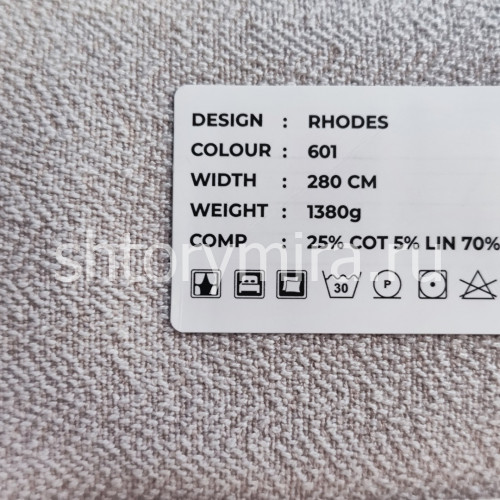 DESIGN : RHODES
COLOUR : 601
WIDTH : 280 CM
WEIGHT : 1380g
COMP : 25% COT 5% LIN 70%
shtorymira.ru
30 P